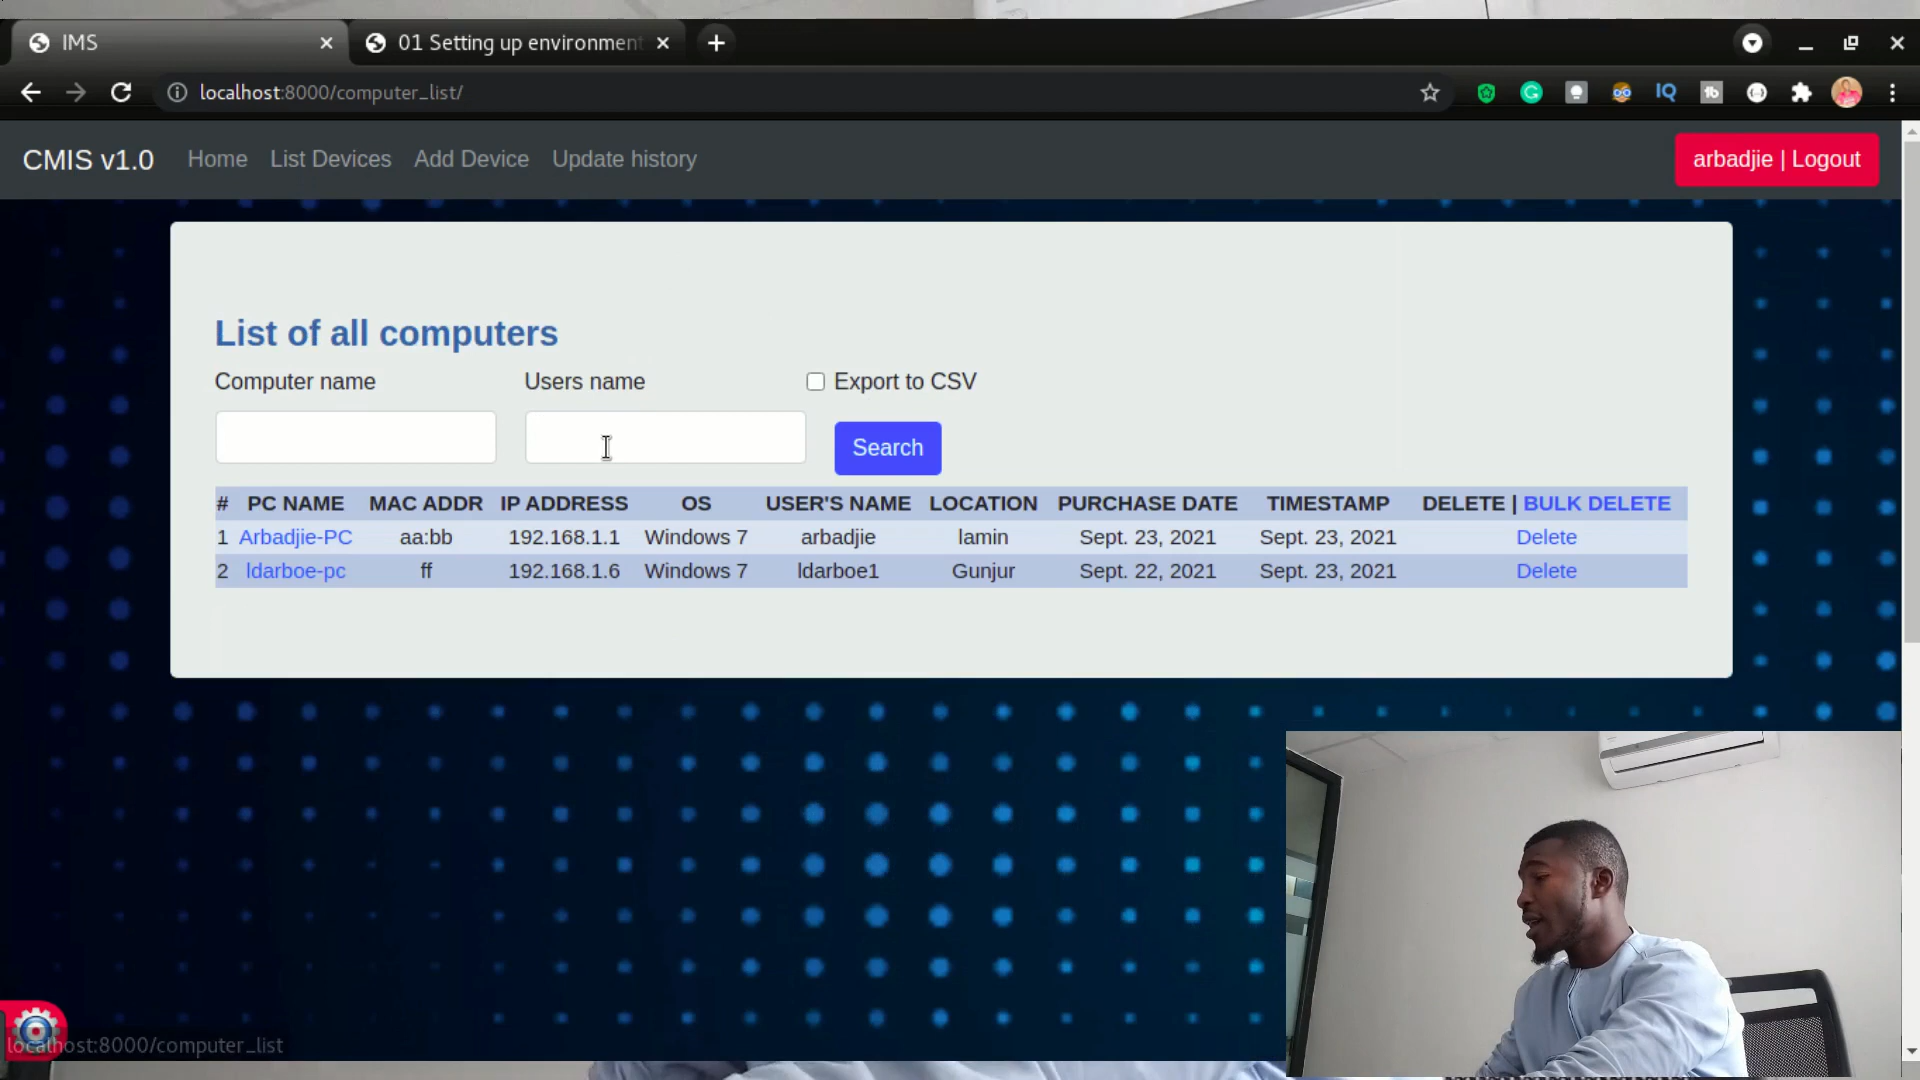 IMS
01 Setting up environmen
localhost:8000/computer_list/
IQ
CMIS v1.0 Home List Devices Add Device Update history
arbadjie | Logout
List of all computers
Computer name Users name Export to CSV
Search
# PC NAME MAC ADDR IP ADDRESS OS USER'S NAME LOCATION PURCHASE DATE TIMESTAMP DELETE | BULK DELETE
1 Arbadjie-PC aa:bb 192.168.1.1 Windows 7 arbadjie lamin Sept. 23, 2021 Sept. 23, 2021 Delete
2 ldarboe-pc ff 192.168.1.6 Windows 7 ldarboe1 Gunjur Sept. 22, 2021 Sept. 23, 2021 Delete
localhost:8000/computer_list